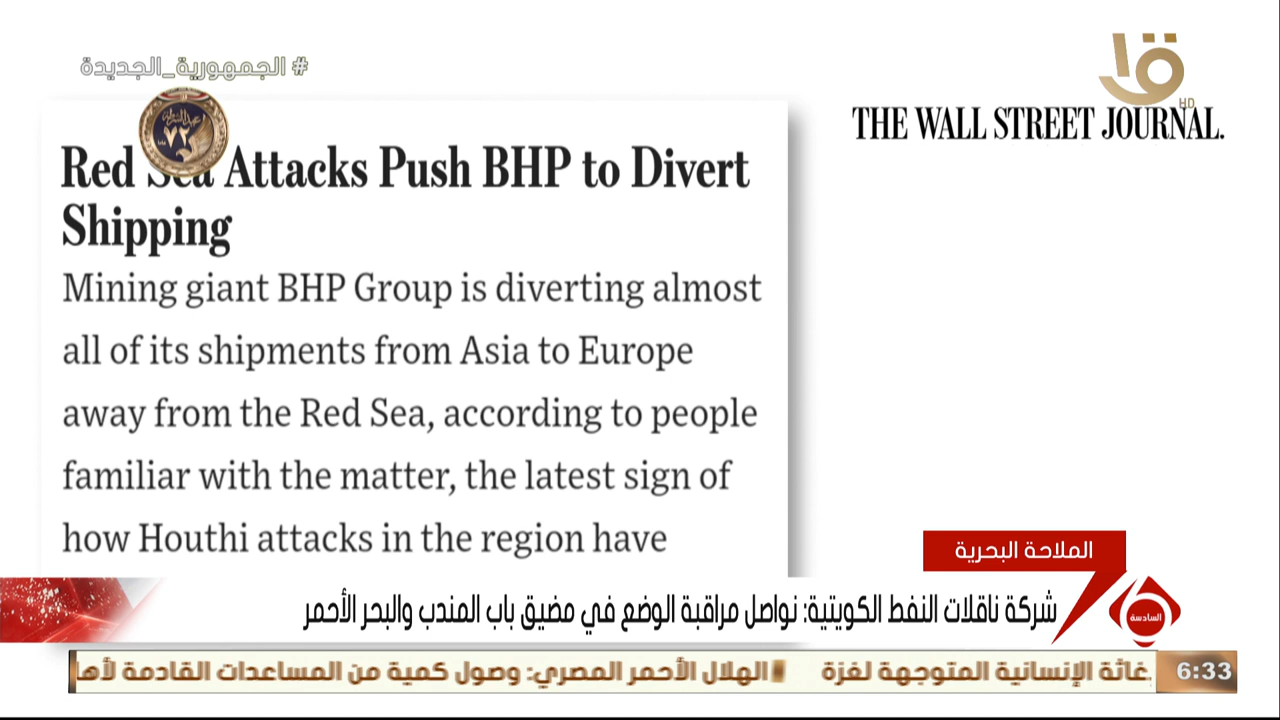 # الجمهورية_الجديدة
HD
عيد الشرطة
٧٢
THE WALL STREET JOURNAL.
Red Sea Attacks Push BHP to Divert
Shipping
Mining giant BHP Group is diverting almost
all of its shipments from Asia to Europe
away from the Red Sea, according to people
familiar with the matter, the latest sign of
how Houthi attacks in the region have
الملاحة البحرية
شركة ناقلات النفط الكويتية: نواصل مراقبة الوضع في مضيق باب المندب والبحر الأحمر
السادسة
غاثة الإنسانية المتوجهة لغزة الهلال الأحمر المصري: وصول كمية من المساعدات القادمة لأها
6:33